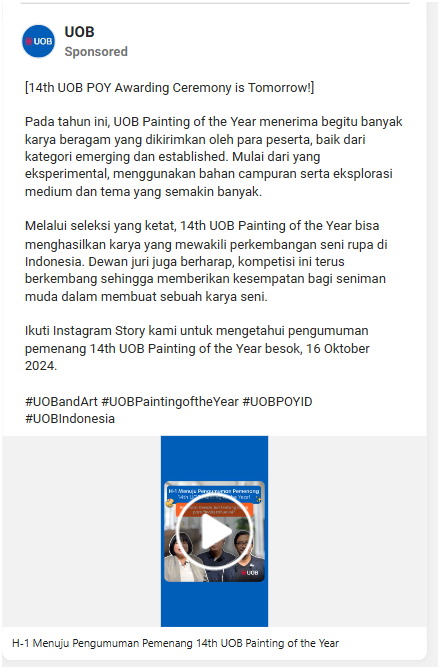 UOB
UOB
Sponsored
[14th UOB POY Awarding Ceremony is Tomorrow!]
Pada tahun ini, UOB Painting of the Year menerima begitu banyak
karya beragam yang dikirimkan oleh para peserta, baik dari
kategori emerging dan established. Mulai dari yang
eksperimental, menggunakan bahan campuran serta eksplorasi
medium dan tema yang semakin banyak.
Melalui seleksi yang ketat, 14th UOB Painting of the Year bisa
menghasilkan karya yang mewakili perkembangan seni rupa di
Indonesia. Dewan juri juga berharap, kompetisi ini terus
berkembang sehingga memberikan kesempatan bagi seniman
muda dalam membuat sebuah karya seni.
Ikuti Instagram Story kami untuk mengetahui pengumuman
pemenang 14th UOB Painting of the Year besok, 16 Oktober
2024.
#UOBandArt #UOBPaintingoftheYear #UOBPOYID
#UOBIndonesia
H-1 Menuju Pengumuman Pemenang
14th UOB Painting of the Year!
UOB
H-1 Menuju Pengumuman Pemenang 14th UOB Painting of the Year